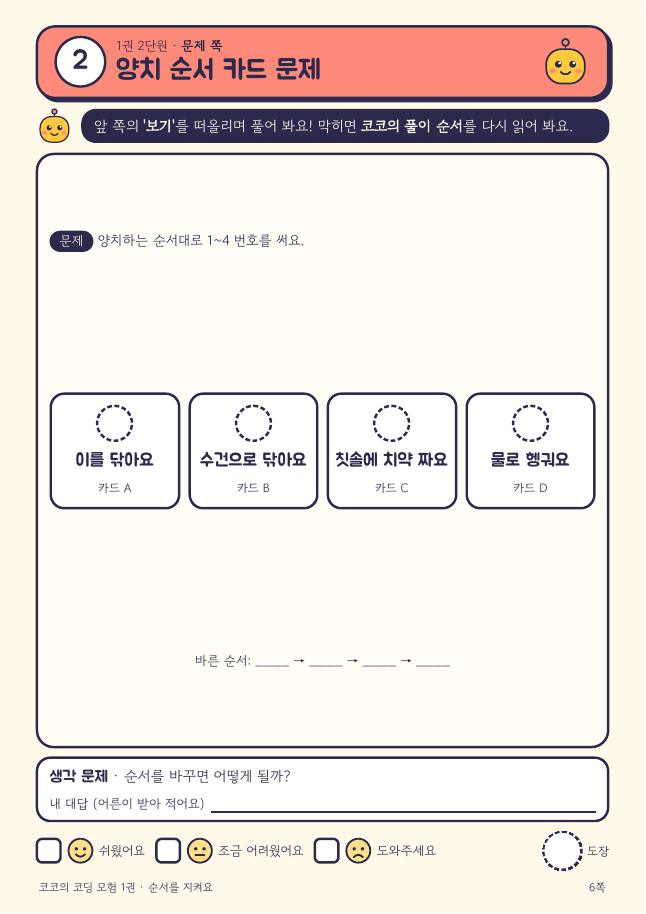 2
1권 2단원 · 문제 쪽
양치 순서 카드 문제
앞 쪽의 '보기'를 떠올리며 풀어 봐요! 막히면 코코의 풀이 순서를 다시 읽어 봐요.
문제 양치하는 순서대로 1~4 번호를 써요.
이를 닦아요 수건으로 닦아요 칫솔에 치약 짜요 물로 헹궈요
카드 A 카드 B 카드 C 카드 D
바른 순서: ____ → ____ → ____ → ____
생각 문제 · 순서를 바꾸면 어떻게 될까?
내 대답 (어른이 받아 적어요)
쉬웠어요 조금 어려웠어요 도와주세요 도장
코코의 코딩 모험 1권 · 순서를 지켜요 6쪽